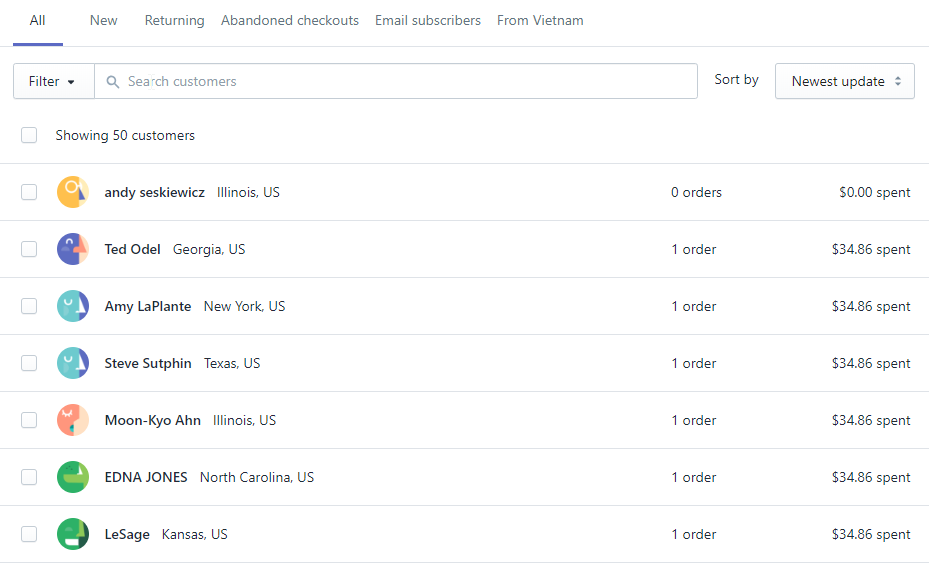 All New Returning Abandoned checkouts Email subscribers From Vietnam
Filter Search customers Sort by Newest update
Showing 50 customers
andy seskiewicz Illinois, US 0 orders $0.00 spent
Ted Odel Georgia, US 1 order $34.86 spent
Amy LaPlante New York, US 1 order $34.86 spent
Steve Sutphin Texas, US 1 order $34.86 spent
Moon-Kyo Ahn Illinois, US 1 order $34.86 spent
EDNA JONES North Carolina, US 1 order $34.86 spent
LeSage Kansas, US 1 order $34.86 spent